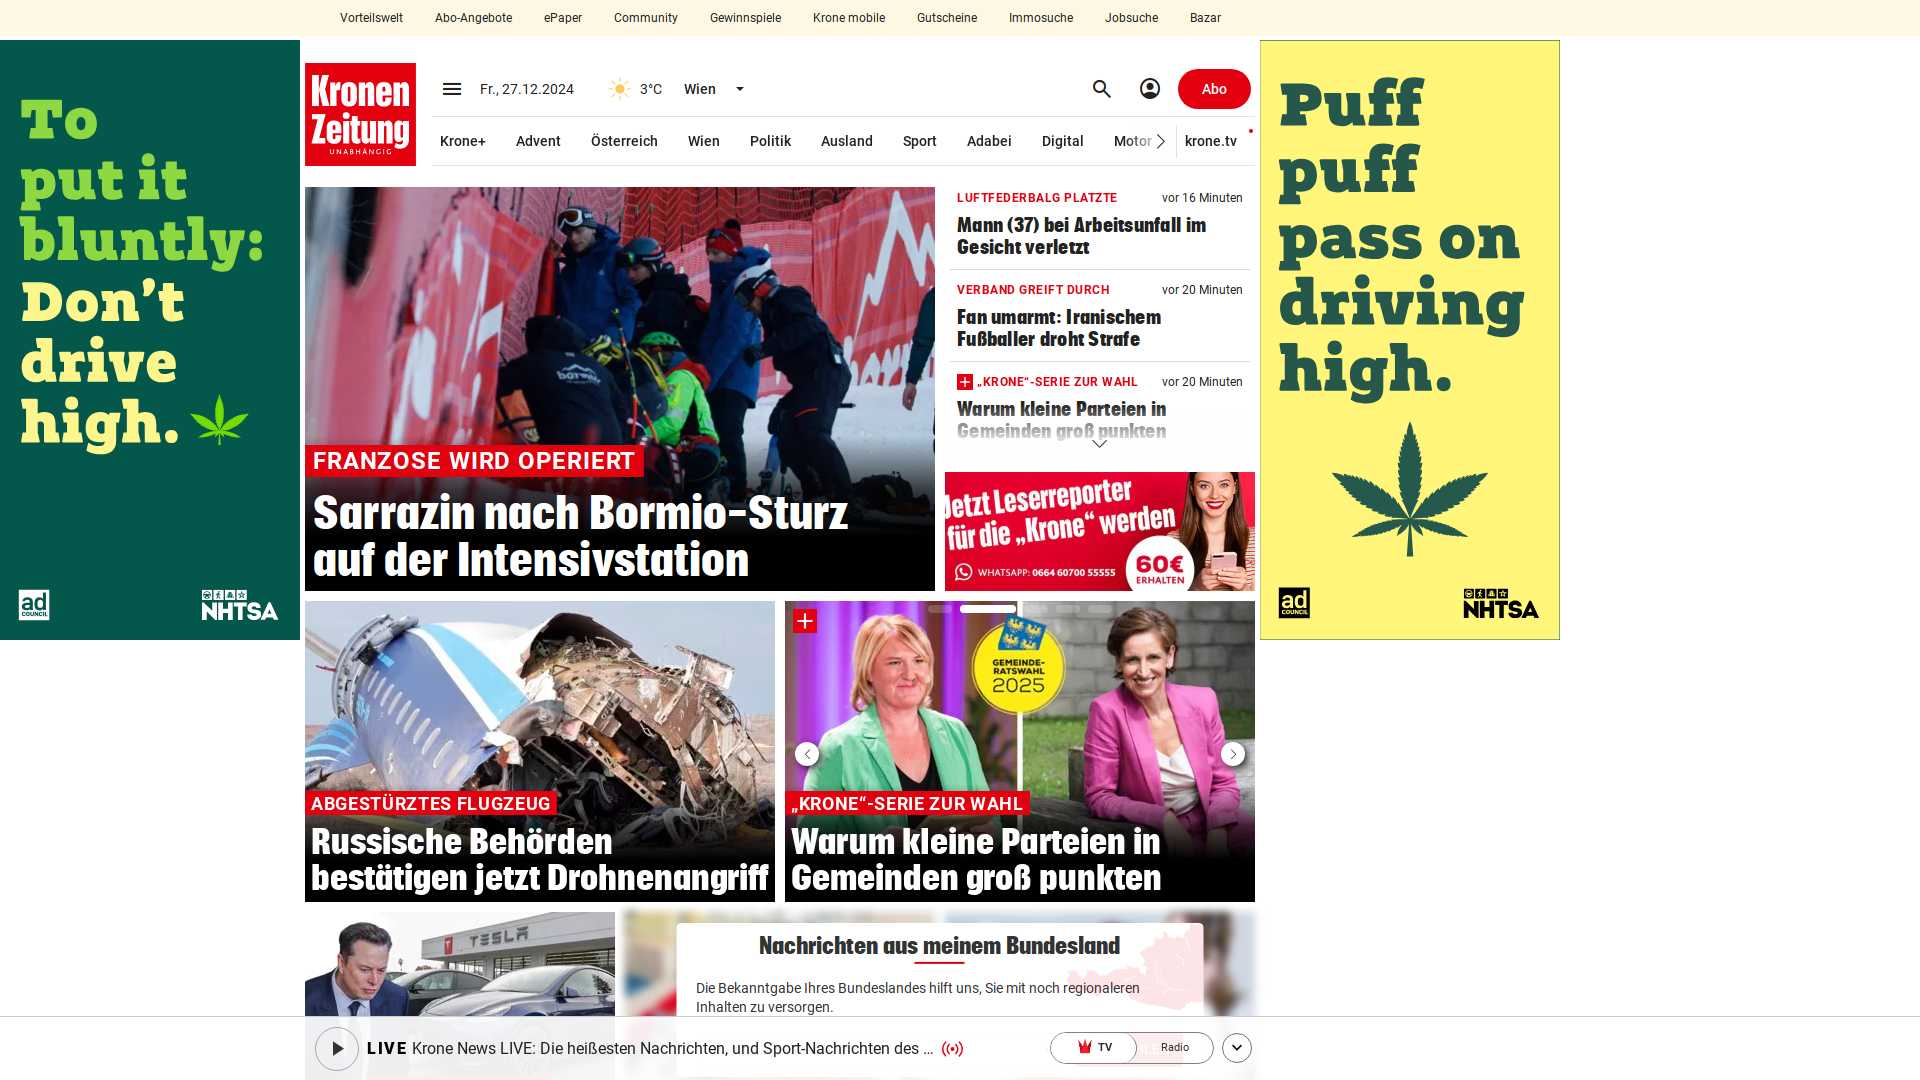 Vorteilswelt Abo-Angebote ePaper Community Gewinnspiele Krone mobile Gutscheine Immosuche Jobsuche Bazar
To
put it
bluntly:
Don't
drive
high.
ad
COUNCIL
NHTSA
Kronen
Zeitung
UNABHÄNGIG
Fr., 27.12.2024 3°C Wien
Abo
Krone+ Advent Österreich Wien Politik Ausland Sport Adabei Digital Motor krone.tv
FRANZOSE WIRD OPERIERT
Sarrazin nach Bormio-Sturz
auf der Intensivstation
LUFTFEDERBALG PLATZTE vor 16 Minuten
Mann (37) bei Arbeitsunfall im
Gesicht verletzt
VERBAND GREIFT DURCH vor 20 Minuten
Fan umarmt: Iranischem
Fußballer droht Strafe
„KRONE“-SERIE ZUR WAHL vor 20 Minuten
Warum kleine Parteien in
Gemeinden groß punkten
Jetzt Leserreporter
für die „Krone“ werden
WHATSAPP: 0664 60700 55555
60€
ERHALTEN
Puff
puff
pass on
driving
high.
ad
COUNCIL
NHTSA
ABGESTÜRZTES FLUGZEUG
Russische Behörden
bestätigen jetzt Drohnenangriff
GEMEINDE-
RATSWAHL
2025
„KRONE“-SERIE ZUR WAHL
Warum kleine Parteien in
Gemeinden groß punkten
TESLA
Nachrichten aus meinem Bundesland
Die Bekanntgabe Ihres Bundeslandes hilft uns, Sie mit noch regionaleren
Inhalten zu versorgen.
LIVE Krone News LIVE: Die heißesten Nachrichten, und Sport-Nachrichten des ...
TV Radio